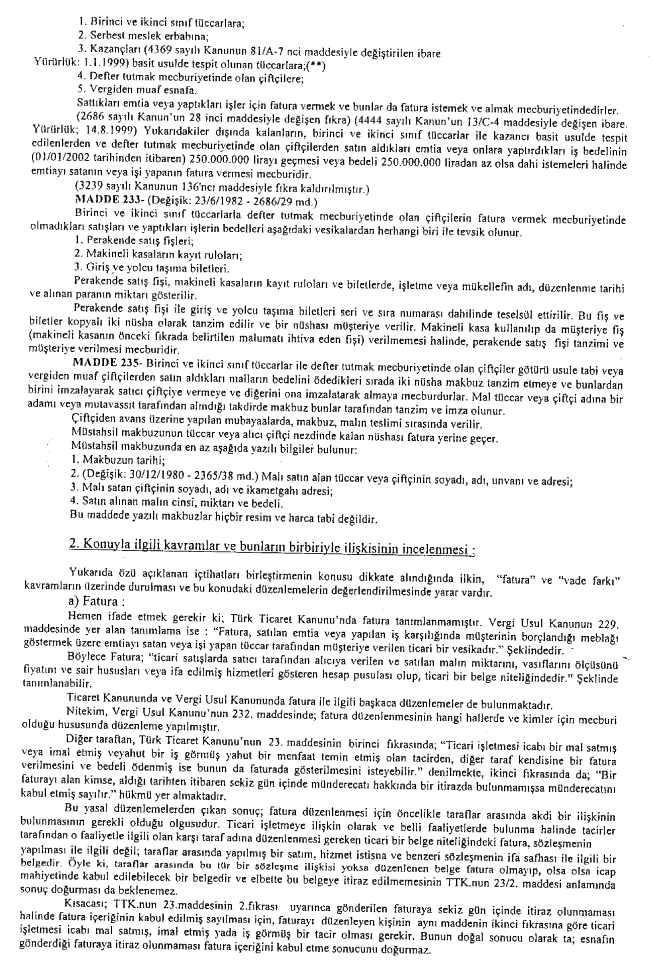 1. Birinci ve ikinci sınıf tüccarlara;
2. Serbest meslek erbabına;
3. Kazançları (4369 sayılı Kanunun 81/A-7 nci maddesiyle değiştirilen ibare
Yürürlük: 1.1.1999) basit usulde tespit olunan tüccarlara;(**)
4. Defter tutmak mecburiyetinde olan çiftçilere;
5. Vergiden muaf esnafa.
Sattıkları emtia veya yaptıkları işler için fatura vermek ve bunlar da fatura istemek ve almak mecburiyetindedirler.
(2686 sayılı Kanun'un 28 inci maddesiyle değişen fıkra) (4444 sayılı Kanun'un 13/C-4 maddesiyle değişen ibare.
Yürürlük; 14.8.1999) Yukarıdakiler dışında kalanların, birinci ve ikinci sınıf tüccarlar ile kazancı basit usulde tespit
edilenlerden ve defter tutmak mecburiyetinde olan çiftçilerden satın aldıkları emtia veya onlara yaptırdıkları iş bedelinin
(01/01/2002 tarihinden itibaren) 250.000.000 lirayı geçmesi veya bedeli 250.000.000 liradan az olsa dahi istemeleri halinde
emtiayı satanın veya işi yapanın fatura vermesi mecburidir.
(3239 sayılı Kanunun 136'ncı maddesiyle fıkra kaldırılmıştır.)
MADDE 233- (Değişik: 23/6/1982 - 2686/29 md.)
Birinci ve ikinci sınıf tüccarlarla defter tutmak mecburiyetinde olan çiftçilerin fatura vermek mecburiyetinde
olmadıkları satışları ve yaptıkları işlerin bedelleri aşağıdaki vesikalardan herhangi biri ile tevsik olunur.
1. Perakende satış fişleri;
2. Makineli kasaların kayıt ruloları;
3. Giriş ve yolcu taşıma biletleri.
Perakende satış fişi, makineli kasaların kayıt ruloları ve biletlerde, işletme veya mükellefin adı, düzenlenme tarihi
ve alınan paranın miktarı gösterilir.
Perakende satış fişi ile giriş ve yolcu taşıma biletleri seri ve sıra numarası dahilinde teselsül ettirilir. Bu fiş ve
biletler kopyalı iki nüsha olarak tanzim edilir ve bir nüshası müşteriye verilir. Makineli kasa kullanılıp da müşteriye fiş
(makineli kasanın önceki fıkrada belirtilen malumatı ihtiva eden fişi) verilmemesi halinde, perakende satış fişi tanzimi ve
müşteriye verilmesi mecburidir.
MADDE 235- Birinci ve ikinci sınıf tüccarlar ile defter tutmak mecburiyetinde olan çiftçiler götürü usule tabi veya
vergiden muaf çiftçilerden satın aldıkları malların bedelini ödedikleri sırada iki nüsha makbuz tanzim etmeye ve bunlardan
birini imzalayarak satıcı çiftçiye vermeye ve diğerini ona imzalatarak almaya mecburdurlar. Mal tüccar veya çiftçi adına bir
adamı veya mutavassıt tarafından alındığı takdirde makbuz bunlar tarafından tanzim ve imza olunur.
Çiftçiden avans üzerine yapılan mubayaalarda, makbuz, malın teslimi sırasında verilir.
Müstahsil makbuzunun tüccar veya alıcı çiftçi nezdinde kalan nüshası fatura yerine geçer.
Müstahsil makbuzunda en az aşağıda yazılı bilgiler bulunur:
1. Makbuzun tarihi;
2. (Değişik: 30/12/1980 - 2365/38 md.) Malı satın alan tüccar veya çiftçinin soyadı, adı, unvanı ve adresi;
3. Malı satan çiftçinin soyadı, adı ve ikametgahı adresi;
4. Satın alınan malın cinsi, miktarı ve bedeli.
Bu maddede yazılı makbuzlar hiçbir resim ve harca tabi değildir.
2. Konuyla ilgili kavramlar ve bunların birbiriyle ilişkisinin incelenmesi :
Yukarıda özü açıklanan içtihatları birleştirmenin konusu dikkate alındığında ilkin, "fatura" ve "vade farkı"
kavramların üzerinde durulması ve bu konudaki düzenlemelerin değerlendirilmesinde yarar vardır.
a) Fatura :
Hemen ifade etmek gerekir ki; Türk Ticaret Kanunu'nda fatura tanımlanmamıştır. Vergi Usul Kanunun 229.
maddesinde yer alan tanımlama ise : "Fatura, satılan emtia veya yapılan iş karşılığında müşterinin borçlandığı meblağı
göstermek üzere emtiayı satan veya işi yapan tüccar tarafından müşteriye verilen ticari bir vesikadır." Şeklindedir.
Böylece Fatura; "ticari satışlarda satıcı tarafından alıcıya verilen ve satılan malın miktarını, vasıflarını ölçüsünü
fiyatını ve sair hususları veya ifa edilmiş hizmetleri gösteren hesap pusulası olup, ticari bir belge niteliğindedir." Şeklinde
tanımlanabilir.
Ticaret Kanununda ve Vergi Usul Kanununda fatura ile ilgili başkaca düzenlemeler de bulunmaktadır.
Nitekim, Vergi Usul Kanunu'nun 232. maddesinde; fatura düzenlenmesinin hangi hallerde ve kimler için mecburi
olduğu hususunda düzenleme yapılmıştır.
Diğer taraftan, Türk Ticaret Kanunu'nun 23. maddesinin birinci fıkrasında; "Ticari işletmesi icabı bir mal satmış
veya imal etmiş veyahut bir iş görmüş yahut bir menfaat temin etmiş olan tacirden, diğer taraf kendisine bir fatura
verilmesini ve bedeli ödenmiş ise bunun da faturada gösterilmesini isteyebilir." denilmekte, ikinci fıkrasında da; "Bir
faturayı alan kimse, aldığı tarihten itibaren sekiz gün içinde münderecatı hakkında bir itirazda bulunmamışsa münderecatını
kabul etmiş sayılır." hükmü yer almaktadır.
Bu yasal düzenlemelerden çıkan sonuç; fatura düzenlenmesi için öncelikle taraflar arasında akdi bir ilişkinin
bulunmasının gerekli olduğu olgusudur. Ticari işletmeye ilişkin olarak ve belli faaliyetlerde bulunma halinde tacirler
tarafından o faaliyetle ilgili olan karşı taraf adına düzenlenmesi gereken ticari bir belge niteliğindeki fatura, sözleşmenin
yapılması ile ilgili değil; taraflar arasında yapılmış bir satım, hizmet istisna ve benzeri sözleşmenin ifa safhası ile ilgili bir
belgedir. Öyle ki, taraflar arasında bu tür bir sözleşme ilişkisi yoksa düzenlenen belge fatura olmayıp, olsa olsa icap
mahiyetinde kabul edilebilecek bir belgedir ve elbette bu belgeye itiraz edilmemesinin TTK.nun 23/2. maddesi anlamında
sonuç doğurması da beklenemez.
Kısacası; TTK.nun 23.maddesinin 2.fıkrası uyarınca gönderilen faturaya sekiz gün içinde itiraz olunmaması
halinde fatura içeriğinin kabul edilmiş sayılması için, faturayı düzenleyen kişinin aynı maddenin ikinci fıkrasına göre ticari
işletmesi icabı mal satmış, imal etmiş yada iş görmüş bir tacir olması gerekir. Bunun doğal sonucu olarak ta; esnafın
gönderdiği faturaya itiraz olunmaması fatura içeriğini kabul etme sonucunu doğurmaz.